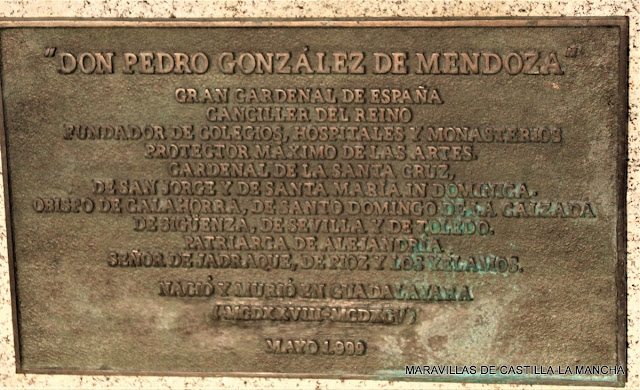 "DON PEDRO GONZÁLEZ DE MENDOZA"
GRAN CARDENAL DE ESPAÑA
CANCILLER DEL REINO
FUNDADOR DE COLEGIOS, HOSPITALES Y MONASTERIOS
PROTECTOR MÁXIMO DE LAS ARTES.
CARDENAL DE LA SANTA CRUZ,
DE SAN JORGE Y DE SANTA MARÍA IN DOMINICA.
OBISPO DE CALAHORRA, DE SANTO DOMINGO DE LA CALZADA
DE SIGÜENZA, DE SEVILLA Y DE TOLEDO.
PATRIARCA DE ALEJANDRÍA.
SEÑOR DE JADRAQUE, DE PIOZ Y LOS YÉLAMOS.
NACIÓ Y MURIÓ EN GUADALAJARA
(MCDXXVIII-MCDXCV)
MAYO 1.999
MARAVILLAS DE CASTILLA LA MANCHA